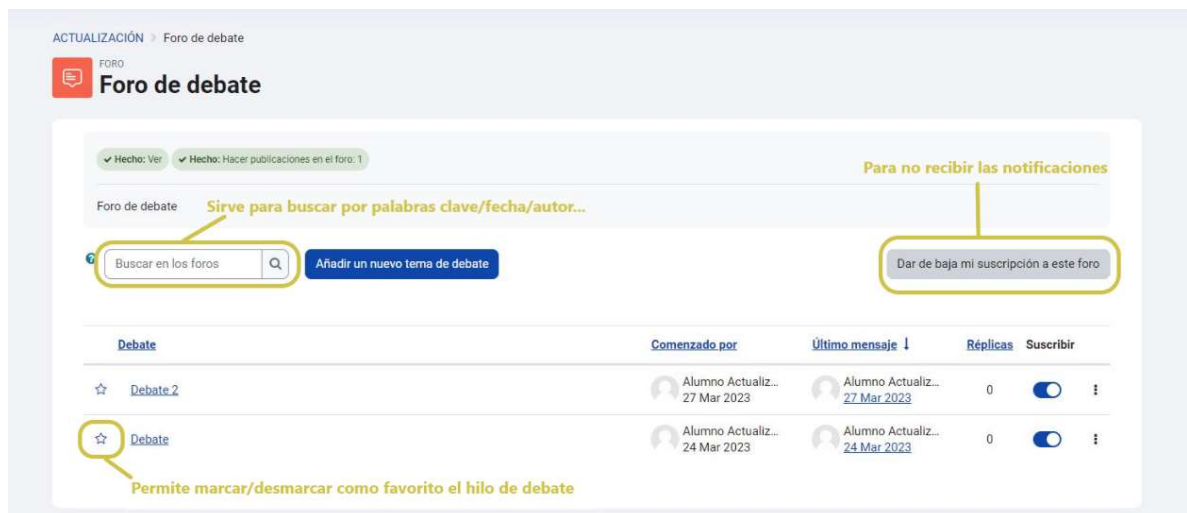 ACTUALIZACIÓN > Foro de debate
FORO
Foro de debate
✔ Hecho: Ver ✔ Hecho: Hacer publicaciones en el foro: 1
Para no recibir las notificaciones
Foro de debate
Sirve para buscar por palabras clave/fecha/autor...
Buscar en los foros
Añadir un nuevo tema de debate
Dar de baja mi suscripción a este foro
Debate Comenzado por Último mensaje ↓ Réplicas Suscribir
Debate 2 Alumno Actualiz... Alumno Actualiz... 0
27 Mar 2023 27 Mar 2023
Debate Alumno Actualiz... Alumno Actualiz... 0
24 Mar 2023 24 Mar 2023
Permite marcar/desmarcar como favorito el hilo de debate